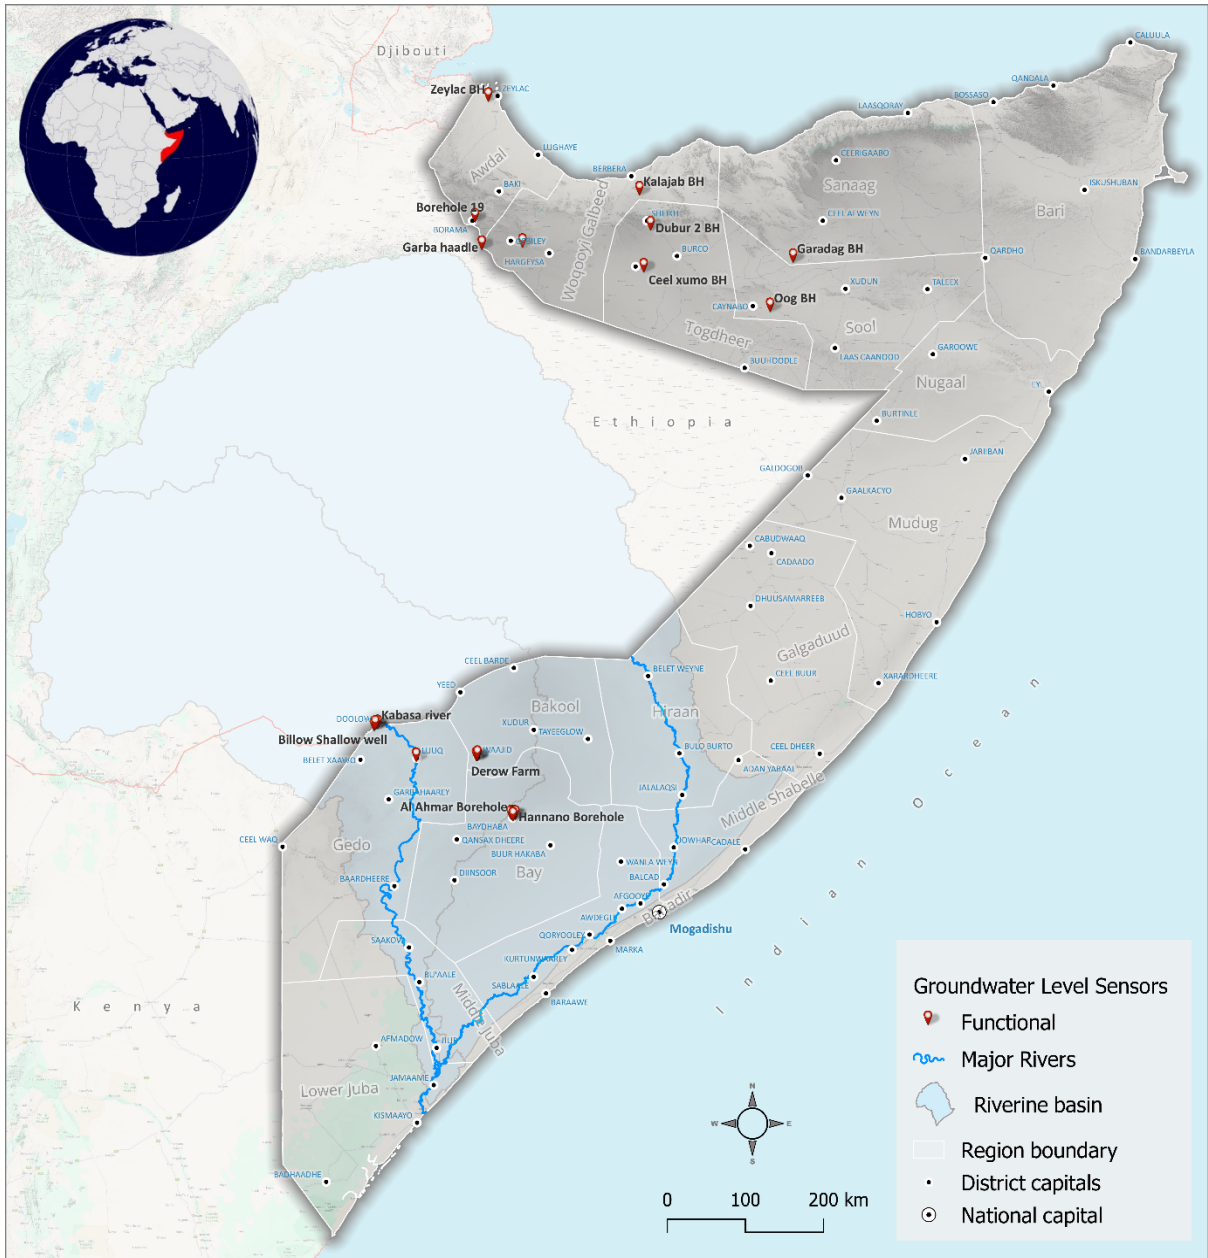 Djibouti
CALUULA
QANDALA
Zeylac BH
ZEYLAC
BOSSASO
LAASQORAY
LUGHAYE
CEERIGAABO
Awdal
BERBERA
Kalajab BH
Sanaag
BAKI
ISKUSHUBAN
Borehole 19
Bari
SHEIKH
CEEL AFWEYN
BORAMA
Dubur 2 BH
Woqooyi Galbeed
Garba haadle
HARGEYSA
BURCO
Garadag BH
QARDHO
BANDARBEYLA
Ceel xumo BH
XUDUN
TALEEX
CAYNABO
Oog BH
Togdheer
Sool
LAAS CAANOOD
GAROOWE
BUUHOODLE
Nugaal
EY
Ethiopia
BURTINLE
JARIIBAN
GALDOGOB
GAALKACYO
Mudug
CABUDWAAQ
CADAADO
DHUUSAMARREEB
HOBYO
Galgaduud
CEEL BARDE
BELET WEYNE
CEEL BUUR
XARARDHEERE
YEED
Bakool
Hiraan
DOOLOW
Kabasa river
XUDUR
TAYEEGLOW
Billow Shallow well
LUUQ
WAAJID
BULO BURTO
CEEL DHEER
BELET XAAWO
ADAN YABAAL
Derow Farm
GARBAHAAREY
JALALAQSI
Middle Shabelle
Al Ahmar Borehole
Hannano Borehole
BAYDHABA
CEEL WAQ
Gedo
QANSAX DHEERE
BUUR HAKABA
JOWHAR
CADALE
WANLA WEYN
Bay
BAARDHEERE
DIINSOOR
BALCAD
AFGOOYE
Banadir
AWDEGLE
Mogadishu
QORYOOLEY
MARKA
SAAKOW
KURTUNWAAREY
BU'AALE
SABLAALE
BARAAWE
Middle Juba
Indian Ocean
Kenya
AFMADOW
JILIB
JAMAAME
Lower Juba
KISMAAYO
BADHAADHE
N
W
E
S
0 100 200 km
Groundwater Level Sensors
Functional
Major Rivers
Riverine basin
Region boundary
District capitals
National capital